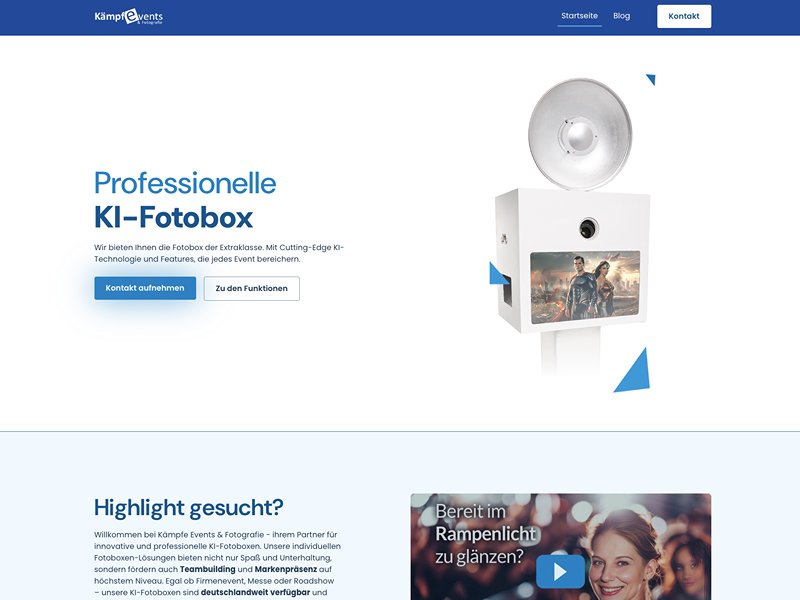 Kämpfevents
& Fotografie
Startseite
Blog
Kontakt
Professionelle
KI-Fotobox
Wir bieten Ihnen die Fotobox der Extraklasse. Mit Cutting-Edge KI-
Technologie und Features, die jedes Event bereichern.
Kontakt aufnehmen
Zu den Funktionen
Highlight gesucht?
Willkommen bei Kämpfe Events & Fotografie - ihrem Partner für
innovative und professionelle KI-Fotoboxen. Unsere individuellen
Fotoboxen-Lösungen bieten nicht nur Spaß und Unterhaltung,
sondern fördern auch Teambuilding und Markenpräsenz auf
höchstem Niveau. Egal ob Firmenevent, Messe oder Roadshow
– unsere KI-Fotoboxen sind deutschlandweit verfügbar und
Bereit im
Rampenlicht
zu glänzen?